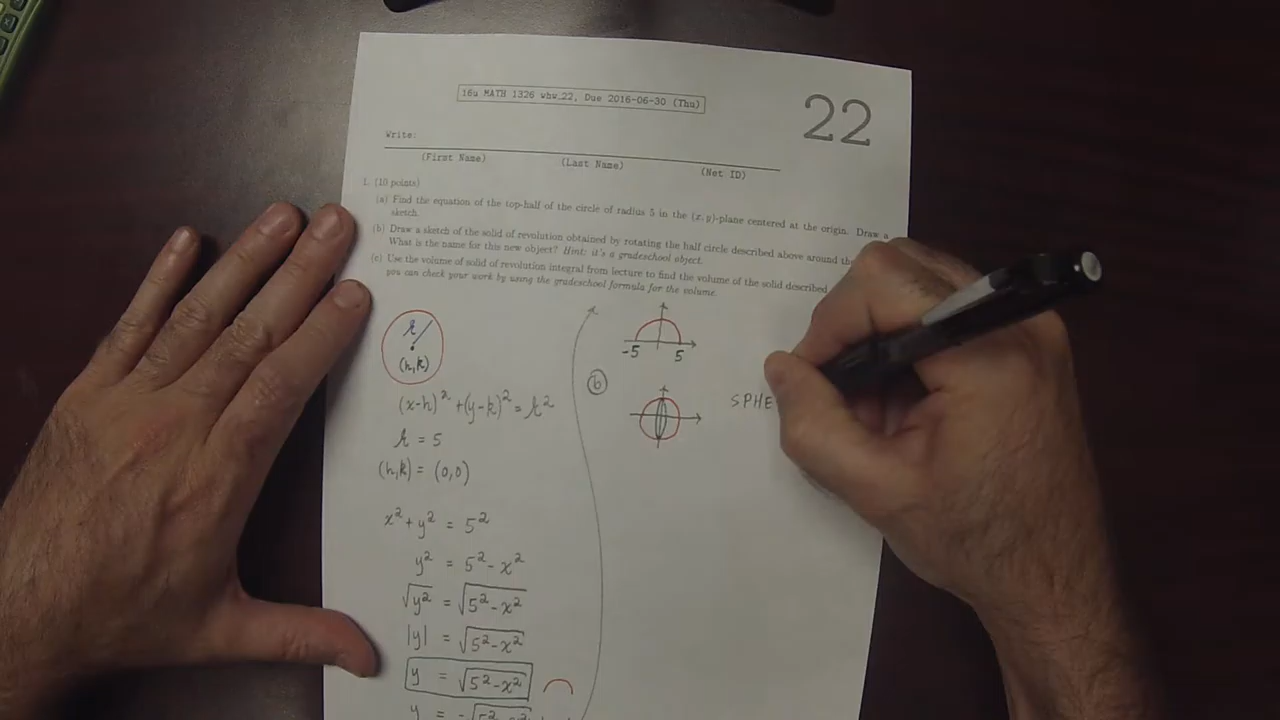 16u MATH 1326 whw_22, Due 2016-06-30 (Thu)
22
Write:
(First Name) (Last Name) (Net ID)
1. (10 points)
(a) Find the equation of the top-half of the circle of radius 5 in the (x, y)-plane centered at the origin. Draw a
sketch.
(b) Draw a sketch of the solid of revolution obtained by rotating the half circle described above around the
What is the name for this new object? Hint: it's a gradeschool object.
(c) Use the volume of solid of revolution integral from lecture to find the volume of the solid described
you can check your work by using the gradeschool formula for the volume.
r
(h,k)
(x-h)² + (y-k)² = r²
r = 5
(h,k) = (0,0)
x² + y² = 5²
y² = 5² - x²
√y² = √5² - x²
|y| = √5² - x²
y = √5² - x²
y = -√5² - x²
-5 5
(b)
SPHE